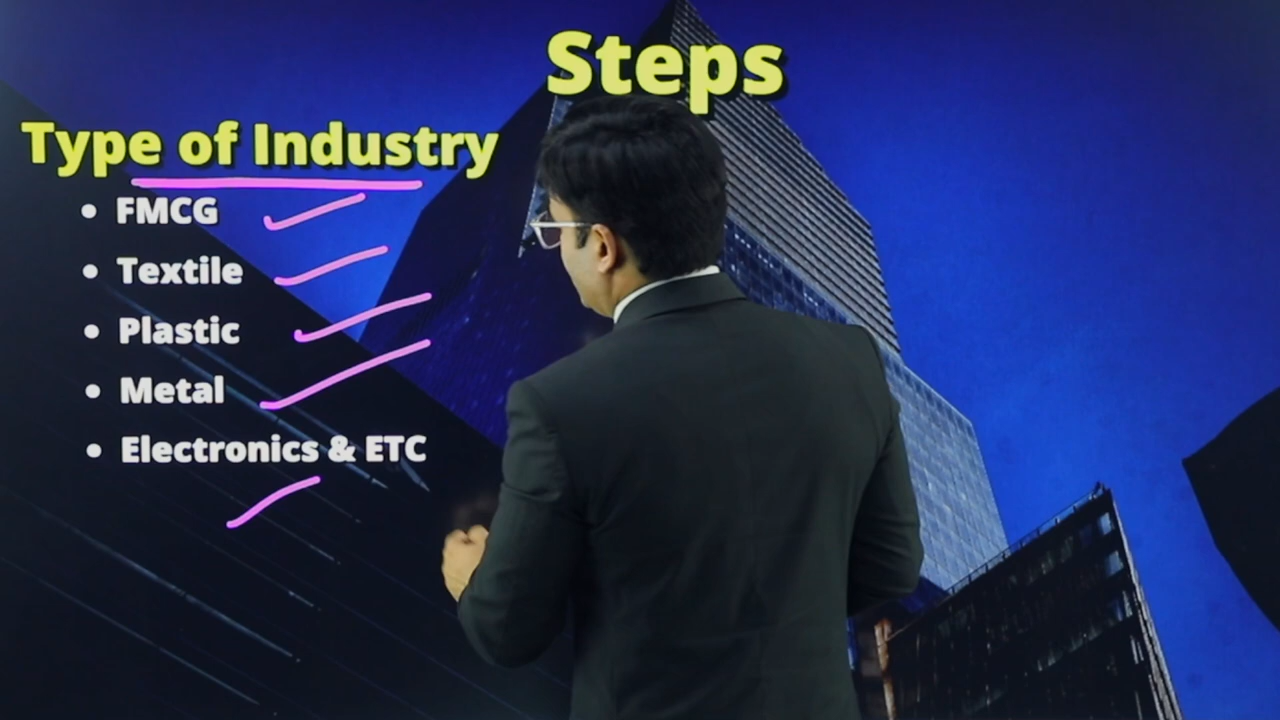 Steps
Type of Industry
• FMCG
• Textile
• Plastic
• Metal
• Electronics & ETC